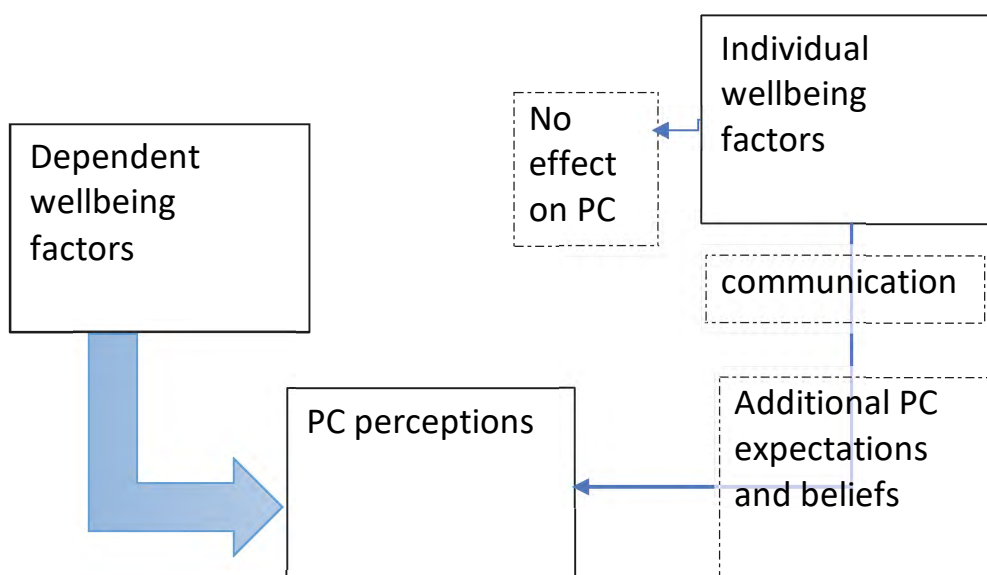 Individual
wellbeing
factors
No
effect
on PC
Dependent
wellbeing
factors
communication
PC perceptions
Additional PC
expectations
and beliefs